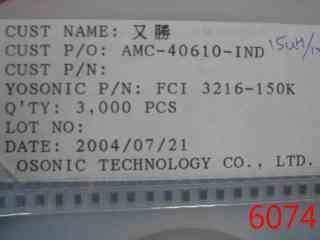 CUST NAME: 又勝
CUST P/O: AMC-40610-IND
15UH/
CUST P/N:
YOSONIC P/N: FCI 3216-150K
Q'TY: 3,000 PCS
LOT NO:
DATE: 2004/07/21
OSONIC TECHNOLOGY CO., LTD.
6074